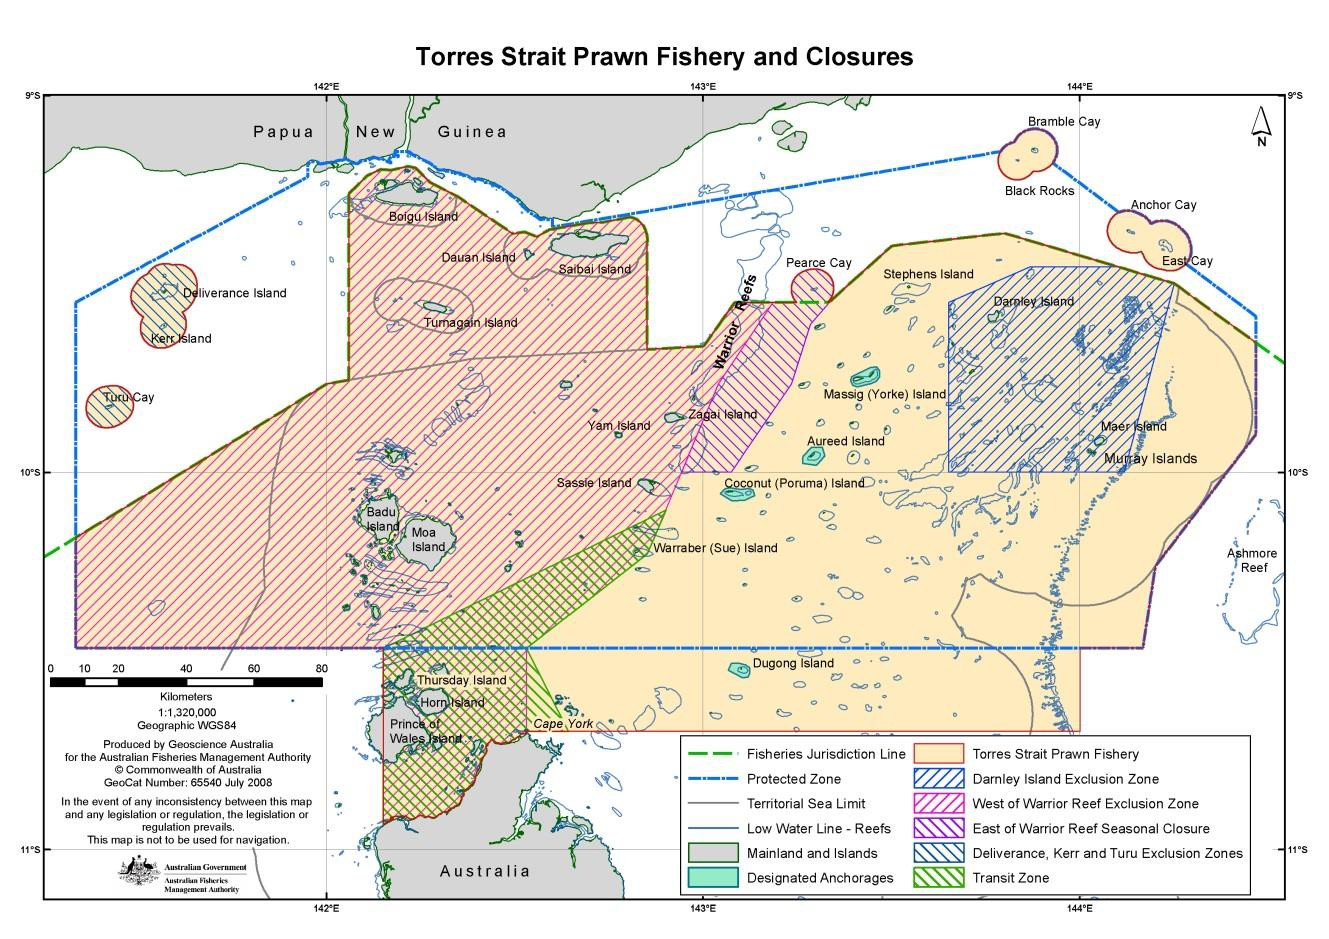 Torres Strait Prawn Fishery and Closures
142°E
143°E
144°E
9°S
9°S
Papua New Guinea
Bramble Cay
Black Rocks
N
Anchor Cay
East Cay
Boigu Island
Dauan Island
Saibai Island
Turnagain Island
Deliverance Island
Kerr Island
Turu Cay
Pearce Cay
Warrior Reefs
Stephens Island
Darnley Island
Massig (Yorke) Island
Zagai Island
Yam Island
Aureed Island
Maer Island
Murray Islands
10°S
10°S
Sassie Island
Coconut (Poruma) Island
Badu
Island
Moa
Island
Warraber (Sue) Island
Ashmore
Reef
Dugong Island
Thursday Island
Horn Island
Prince of
Wales Island
Cape York
0 10 20 40 60 80
Kilometers
1:1,320,000
Geographic WGS84
Produced by Geoscience Australia
for the Australian Fisheries Management Authority
© Commonwealth of Australia
GeoCat Number: 65540 July 2008
In the event of any inconsistency between this map
and any legislation or regulation, the legislation or
regulation prevails.
This map is not to be used for navigation.
Australian Government
Australian Fisheries
Management Authority
Australia
Fisheries Jurisdiction Line
Protected Zone
Territorial Sea Limit
Low Water Line - Reefs
Mainland and Islands
Designated Anchorages
Torres Strait Prawn Fishery
Darnley Island Exclusion Zone
West of Warrior Reef Exclusion Zone
East of Warrior Reef Seasonal Closure
Deliverance, Kerr and Turu Exclusion Zones
Transit Zone
11°S
11°S
142°E
143°E
144°E